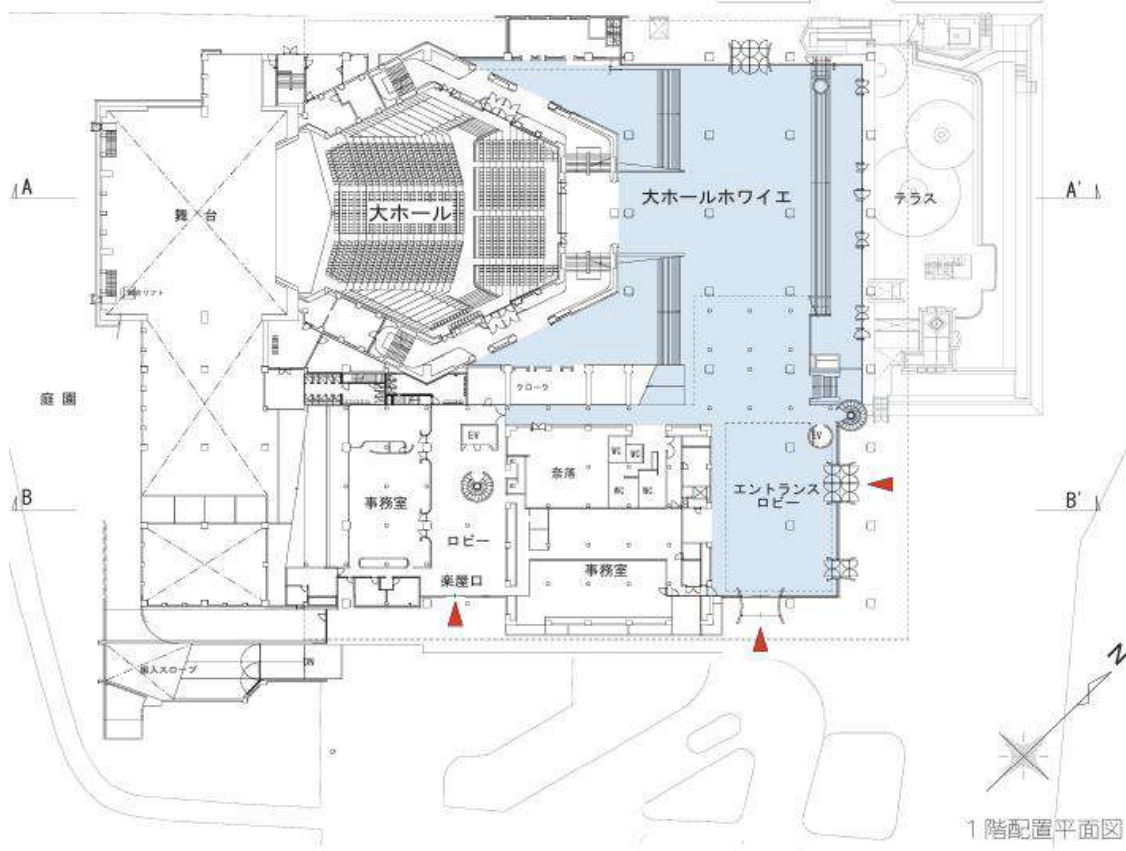 A
A'
舞台
大ホール
大ホールホワイエ
テラス
庭園
クローク
EV
WC
WC
WC
WC
奈落
事務室
ロビー
楽屋口
事務室
EV
エントランス
ロビー
B
B'
搬入スロープ
DN
N
1階配置平面図